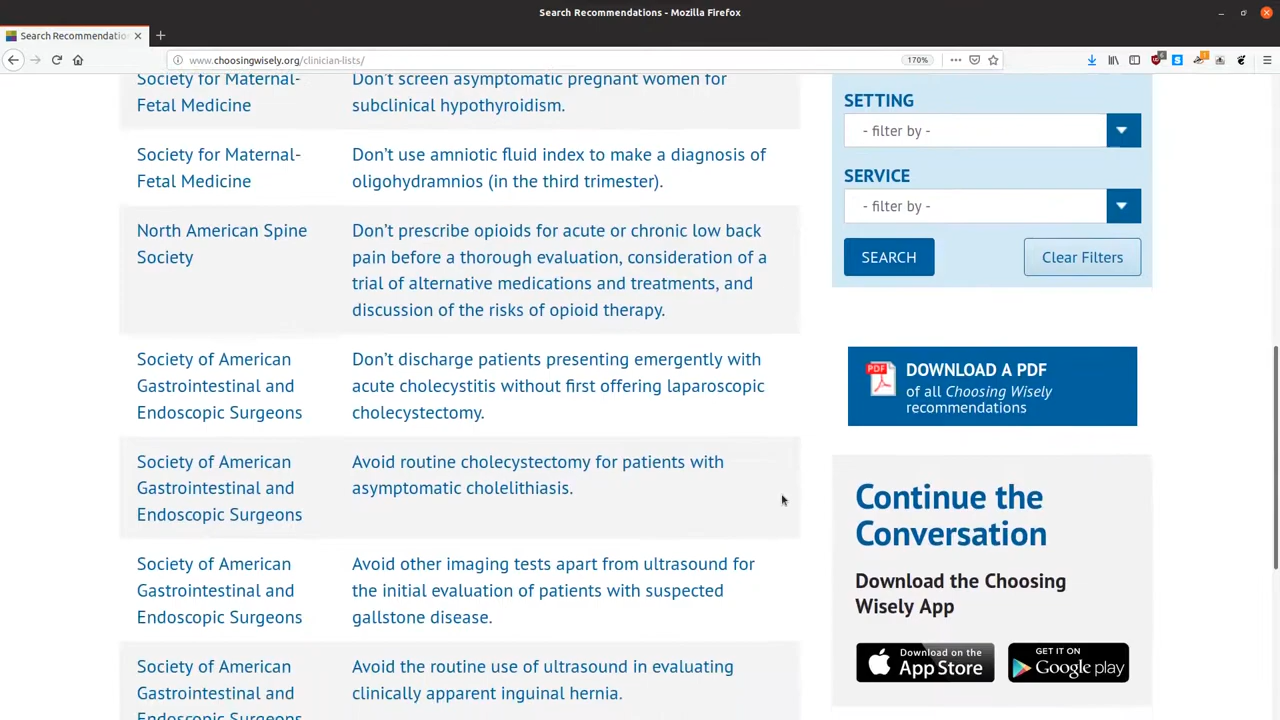 Search Recommendations - Mozilla Firefox
Search Recommendatio
www.choosingwisely.org/clinician-lists/
170%
Society for Maternal-
Fetal Medicine
Don't screen asymptomatic pregnant women for
subclinical hypothyroidism.
Society for Maternal-
Fetal Medicine
Don't use amniotic fluid index to make a diagnosis of
oligohydramnios (in the third trimester).
North American Spine
Society
Don't prescribe opioids for acute or chronic low back
pain before a thorough evaluation, consideration of a
trial of alternative medications and treatments, and
discussion of the risks of opioid therapy.
Society of American
Gastrointestinal and
Endoscopic Surgeons
Don't discharge patients presenting emergently with
acute cholecystitis without first offering laparoscopic
cholecystectomy.
Society of American
Gastrointestinal and
Endoscopic Surgeons
Avoid routine cholecystectomy for patients with
asymptomatic cholelithiasis.
Society of American
Gastrointestinal and
Endoscopic Surgeons
Avoid other imaging tests apart from ultrasound for
the initial evaluation of patients with suspected
gallstone disease.
Society of American
Gastrointestinal and
Endoscopic Surgeons
Avoid the routine use of ultrasound in evaluating
clinically apparent inguinal hernia.
SETTING
- filter by -
SERVICE
- filter by -
SEARCH
Clear Filters
PDF
DOWNLOAD A PDF
of all Choosing Wisely
recommendations
Continue the
Conversation
Download the Choosing
Wisely App
Download on the
App Store
GET IT ON
Google play